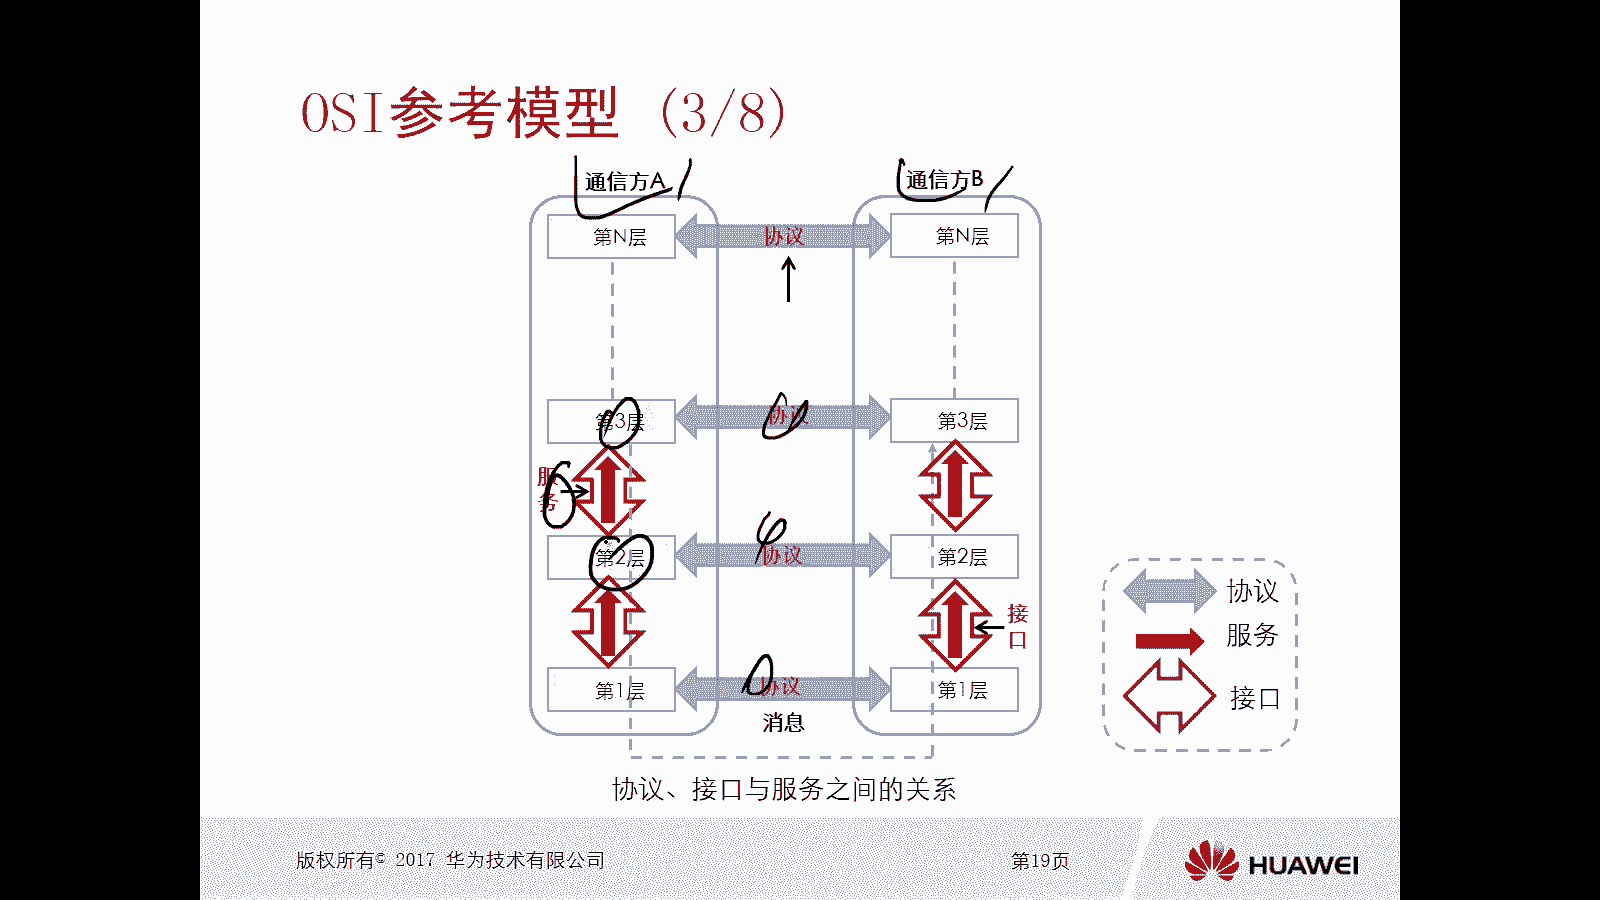 OSI参考模型 (3/8)
通信方A
通信方B
第N层
协议
第N层
第3层
协议
第3层
服务
第2层
协议
第2层
接口
第1层
协议
第1层
消息
协议
服务
接口
协议、接口与服务之间的关系
版权所有© 2017 华为技术有限公司
第19页
HUAWEI